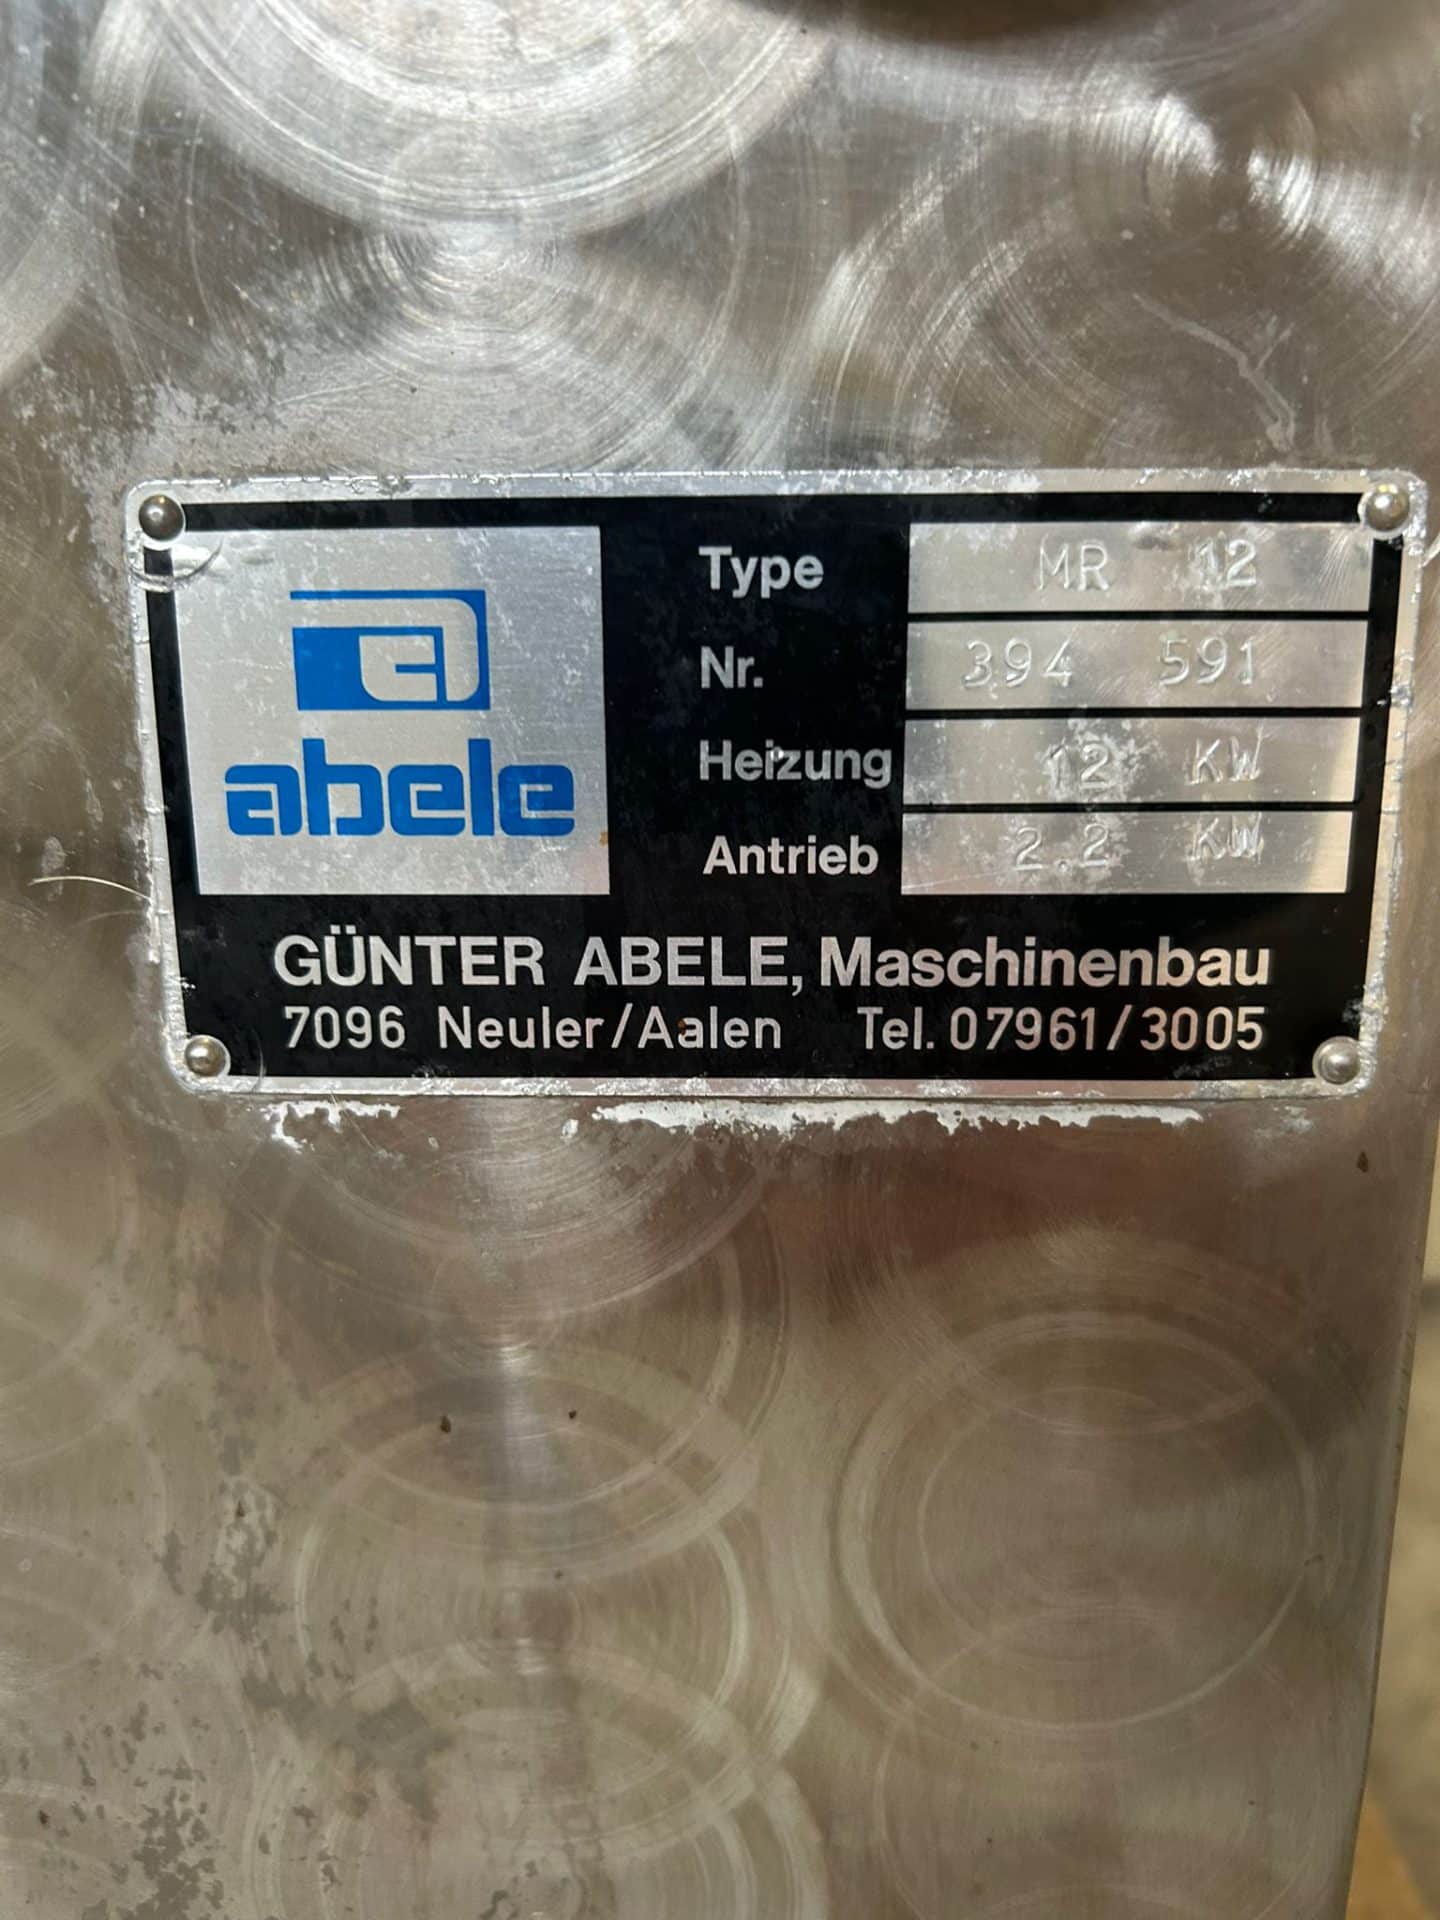 abele
Type MR 12
Nr. 394 591
Heizung 12 KW
Antrieb 2.2 KW
GÜNTER ABELE, Maschinenbau
7096 Neuler/Aalen Tel. 07961/3005